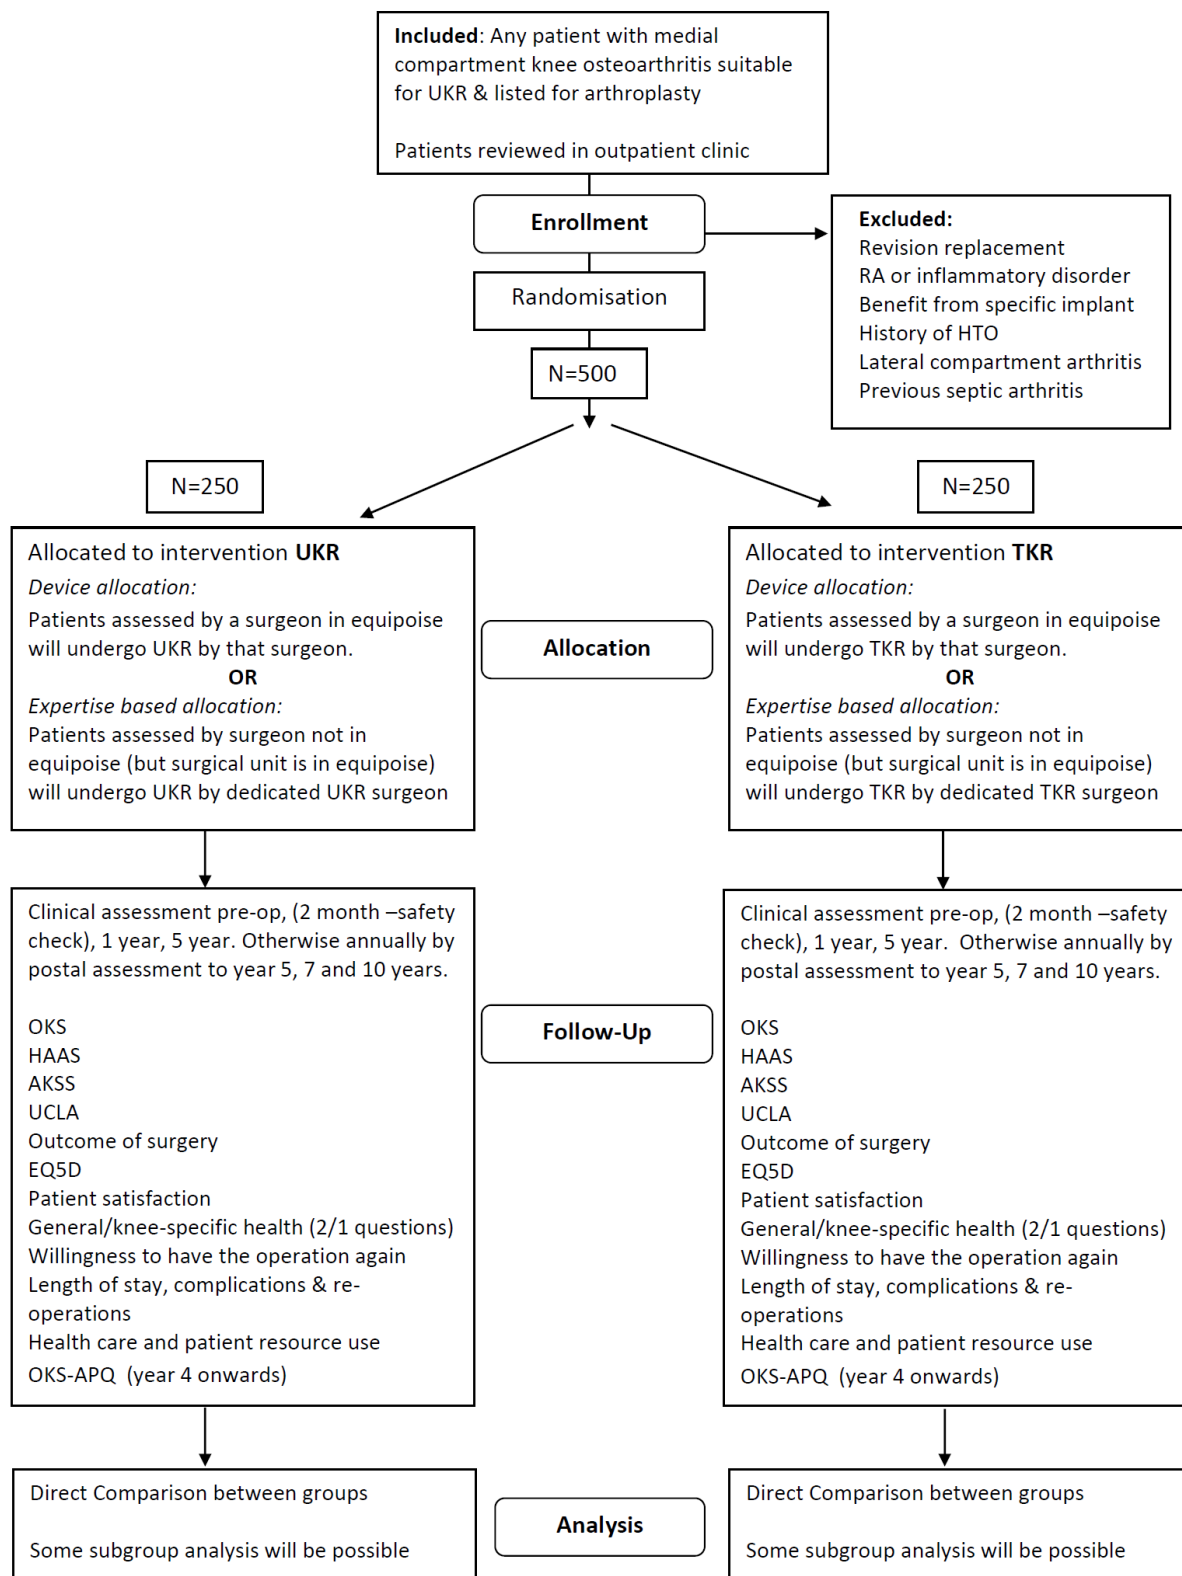 Included: Any patient with medial
compartment knee osteoarthritis suitable
for UKR & listed for arthroplasty
Patients reviewed in outpatient clinic
Enrollment
Excluded:
Revision replacement
RA or inflammatory disorder
Benefit from specific implant
History of HTO
Lateral compartment arthritis
Previous septic arthritis
Randomisation
N=500
N=250
N=250
Allocated to intervention UKR
Device allocation:
Patients assessed by a surgeon in equipoise
will undergo UKR by that surgeon.
OR
Expertise based allocation:
Patients assessed by surgeon not in
equipoise (but surgical unit is in equipoise)
will undergo UKR by dedicated UKR surgeon
Allocation
Allocated to intervention TKR
Device allocation:
Patients assessed by a surgeon in equipoise
will undergo TKR by that surgeon.
OR
Expertise based allocation:
Patients assessed by surgeon not in
equipoise (but surgical unit is in equipoise)
will undergo TKR by dedicated TKR surgeon
Clinical assessment pre-op, (2 month –safety
check), 1 year, 5 year. Otherwise annually by
postal assessment to year 5, 7 and 10 years.
OKS
HAAS
AKSS
UCLA
Outcome of surgery
EQ5D
Patient satisfaction
General/knee-specific health (2/1 questions)
Willingness to have the operation again
Length of stay, complications & re-
operations
Health care and patient resource use
OKS-APQ (year 4 onwards)
Follow-Up
Clinical assessment pre-op, (2 month –safety
check), 1 year, 5 year. Otherwise annually by
postal assessment to year 5, 7 and 10 years.
OKS
HAAS
AKSS
UCLA
Outcome of surgery
EQ5D
Patient satisfaction
General/knee-specific health (2/1 questions)
Willingness to have the operation again
Length of stay, complications & re-
operations
Health care and patient resource use
OKS-APQ (year 4 onwards)
Direct Comparison between groups
Some subgroup analysis will be possible
Analysis
Direct Comparison between groups
Some subgroup analysis will be possible